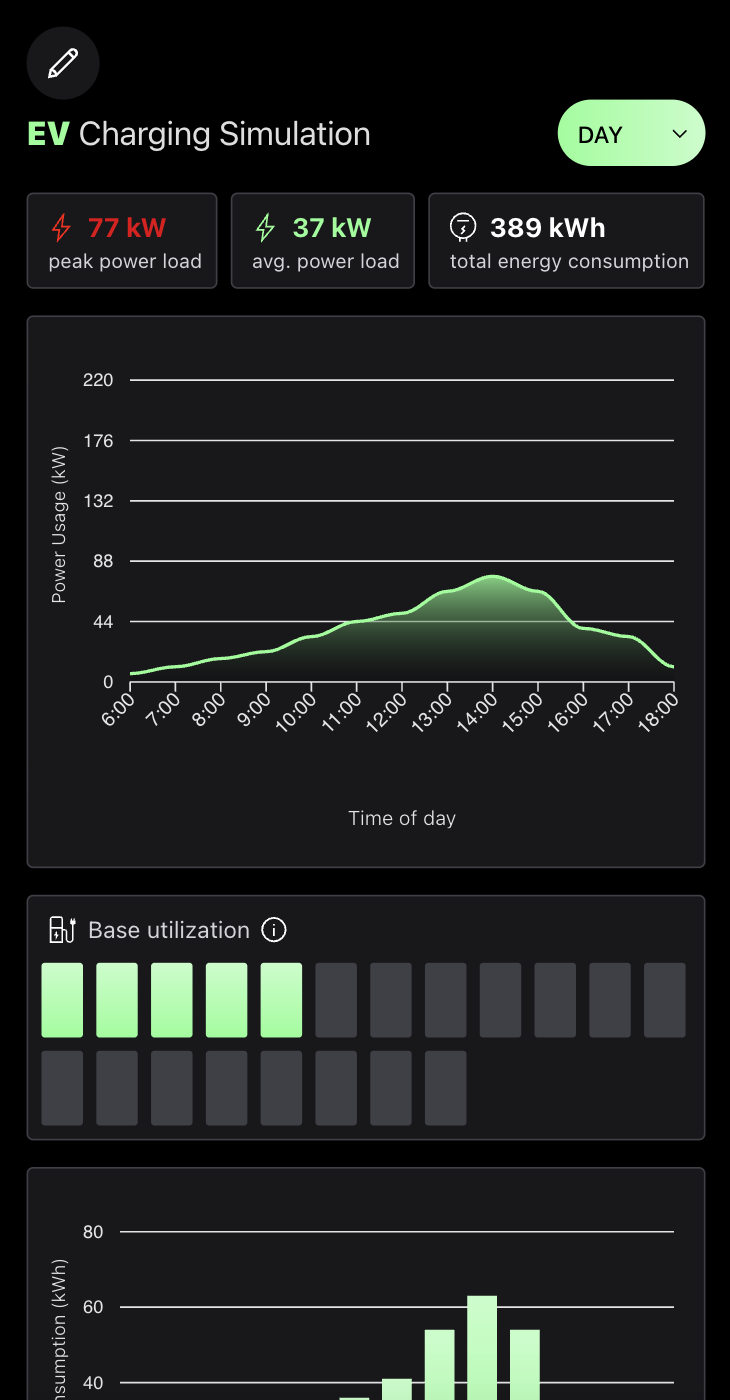 EV Charging Simulation
DAY
77 kW
peak power load
37 kW
avg. power load
389 kWh
total energy consumption
Power Usage (kW)
220
176
132
88
44
0
6:00 7:00 8:00 9:00 10:00 11:00 12:00 13:00 14:00 15:00 16:00 17:00 18:00
Time of day
Base utilization
80
60
40
(kWh)